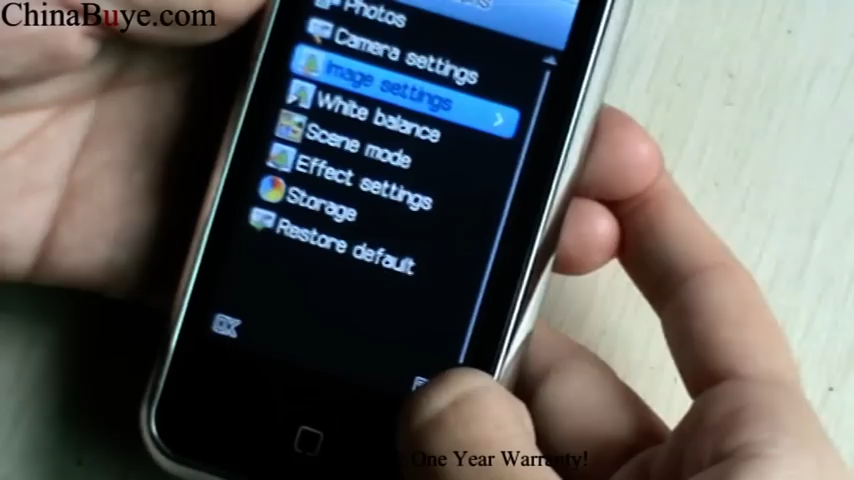 ChinaBuye.com
Photos
Camera settings
Image settings
White balance
Scene mode
Effect settings
Storage
Restore default
OK
One Year Warranty!